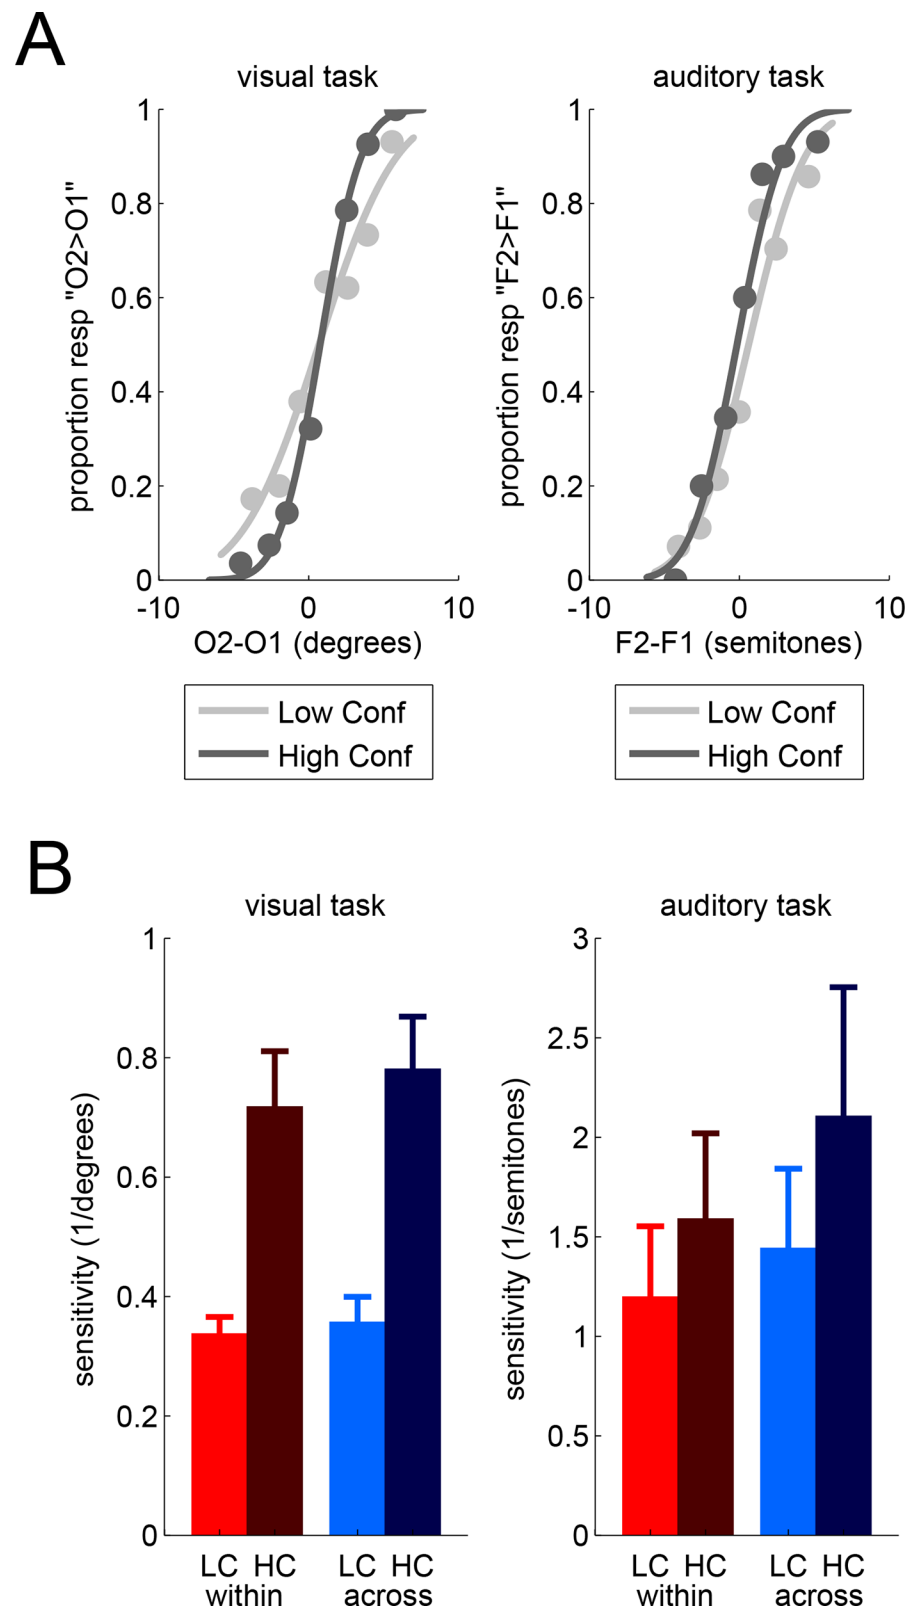 A
visual task
auditory task
proportion resp "O2>O1"
1
0.8
0.6
0.4
0.2
0
-10
0
10
O2-O1 (degrees)
proportion resp "F2>F1"
1
0.8
0.6
0.4
0.2
0
-10
0
10
F2-F1 (semitones)
Low Conf
High Conf
Low Conf
High Conf
B
visual task
auditory task
sensitivity (1/degrees)
1
0.8
0.6
0.4
0.2
0
LC HC LC HC
within across
sensitivity (1/semitones)
3
2.5
2
1.5
1
0.5
0
LC HC LC HC
within across